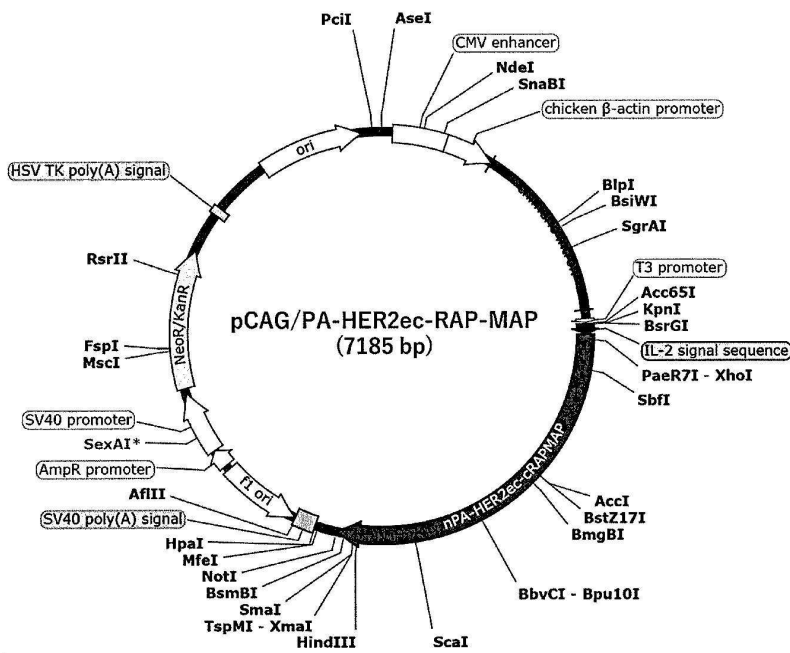 PciI
AseI
CMV enhancer
NdeI
SnaBI
chicken β-actin promoter
BlpI
BsiWI
SgrAI
T3 promoter
Acc65I
KpnI
BsrGI
IL-2 signal sequence
PaeR7I - XhoI
SbfI
nPA-HER2ec-cRAPMAP
AccI
BstZ17I
BmgBI
BbvCI - Bpu10I
ScaI
HindIII
TspMI - XmaI
SmaI
BsmBI
NotI
MfeI
HpaI
SV40 poly(A) signal
AflII
f1 ori
AmpR promoter
SexAI*
SV40 promoter
MscI
FspI
NeoR/KanR
RsrII
HSV TK poly(A) signal
ori
pCAG/PA-HER2ec-RAP-MAP
(7185 bp)